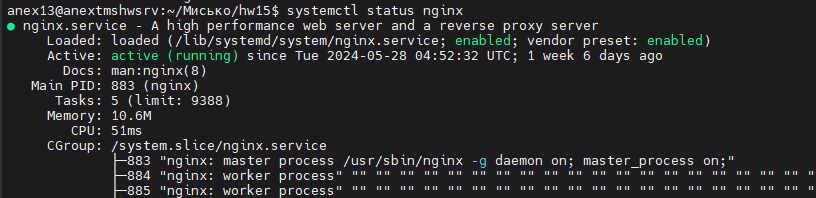 anex13@anextmshwsrv:~/Мисько/hw15$ systemctl status nginx
● nginx.service - A high performance web server and a reverse proxy server
Loaded: loaded (/lib/systemd/system/nginx.service; enabled; vendor preset: enabled)
Active: active (running) since Tue 2024-05-28 04:52:32 UTC; 1 week 6 days ago
Docs: man:nginx(8)
Main PID: 883 (nginx)
Tasks: 5 (limit: 9388)
Memory: 10.6M
CPU: 51ms
CGroup: /system.slice/nginx.service
├─883 "nginx: master process /usr/sbin/nginx -g daemon on; master_process on;"
├─884 "nginx: worker process" "" "" "" "" "" "" "" "" "" "" "" "" "" "" "" "" "" "" "" "
├─885 "nginx: worker process" "" "" "" "" "" "" "" "" "" "" "" "" "" "" "" "" "" "" "" "